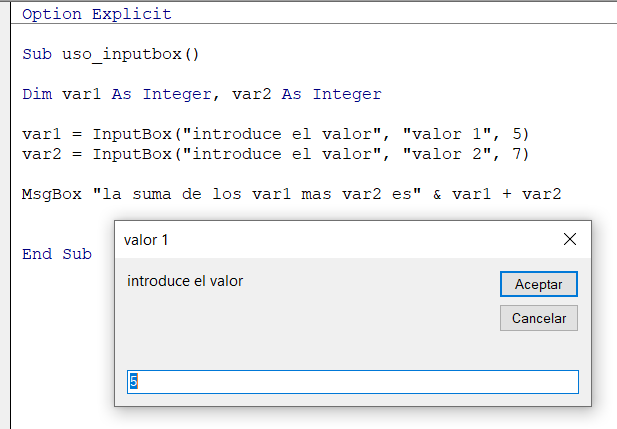 Option Explicit
Sub uso_inputbox()
Dim var1 As Integer, var2 As Integer
var1 = InputBox("introduce el valor", "valor 1", 5)
var2 = InputBox("introduce el valor", "valor 2", 7)
MsgBox "la suma de los var1 mas var2 es" & var1 + var2
End Sub
valor 1
introduce el valor
Aceptar
Cancelar
5